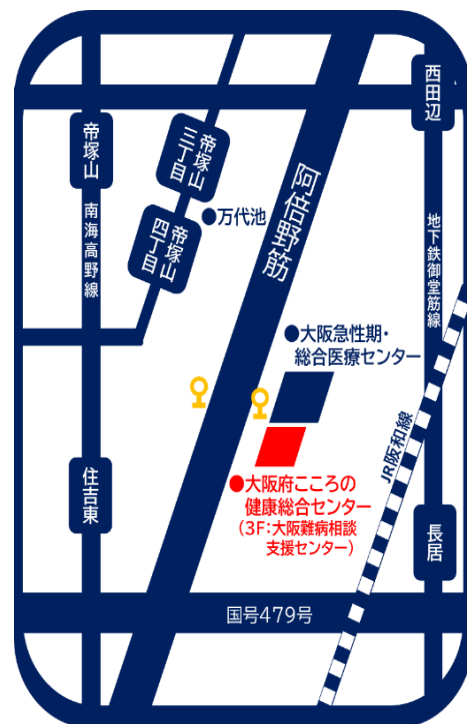 西田辺
帝塚山
帝塚山
三丁目
阿倍野筋
●万代池
帝塚山
四丁目
南海高野線
地下鉄御堂筋線
●大阪急性期・
総合医療センター
JR阪和線
住吉東
●大阪府こころの
健康総合センター
(3F:大阪難病相談
支援センター)
長居
国号479号